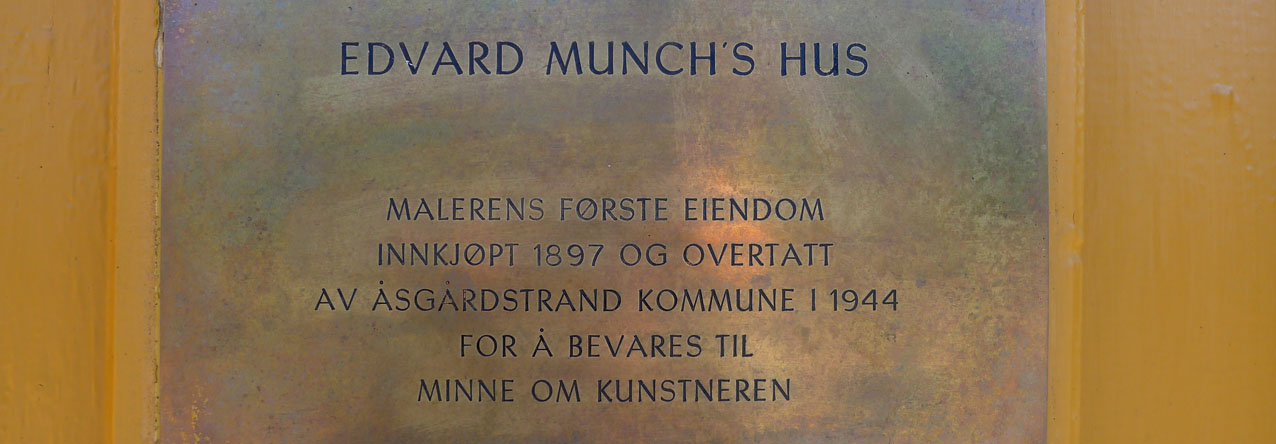 EDVARD MUNCH'S HUS
MALERENS FØRSTE EIENDOM
INNKJØPT 1897 OG OVERTATT
AV ÅSGÅRDSTRAND KOMMUNE I 1944
FOR Å BEVARES TIL
MINNE OM KUNSTNEREN